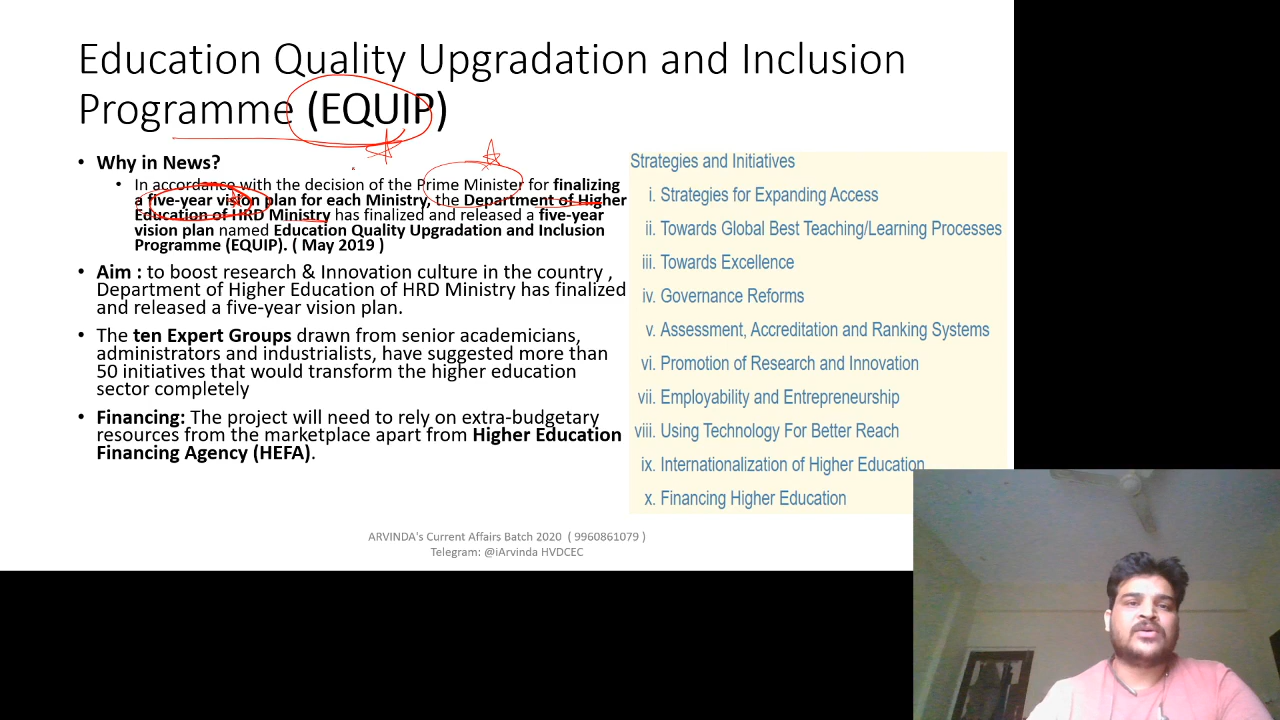 Education Quality Upgradation and Inclusion
Programme (EQUIP)
• Why in News?
• In accordance with the decision of the Prime Minister for finalizing
a five-year vision plan for each Ministry, the Department of Higher
Education of HRD Ministry has finalized and released a five-year
vision plan named Education Quality Upgradation and Inclusion
Programme (EQUIP). ( May 2019 )
• Aim : to boost research & Innovation culture in the country ,
Department of Higher Education of HRD Ministry has finalized
and released a five-year vision plan.
• The ten Expert Groups drawn from senior academicians,
administrators and industrialists, have suggested more than
50 initiatives that would transform the higher education
sector completely
• Financing: The project will need to rely on extra-budgetary
resources from the marketplace apart from Higher Education
Financing Agency (HEFA).
Strategies and Initiatives
i. Strategies for Expanding Access
ii. Towards Global Best Teaching/Learning Processes
iii. Towards Excellence
iv. Governance Reforms
v. Assessment, Accreditation and Ranking Systems
vi. Promotion of Research and Innovation
vii. Employability and Entrepreneurship
viii. Using Technology For Better Reach
ix. Internationalization of Higher Education
x. Financing Higher Education
ARVINDA's Current Affairs Batch 2020 ( 9960861079 )
Telegram: @iArvinda HVDCEC